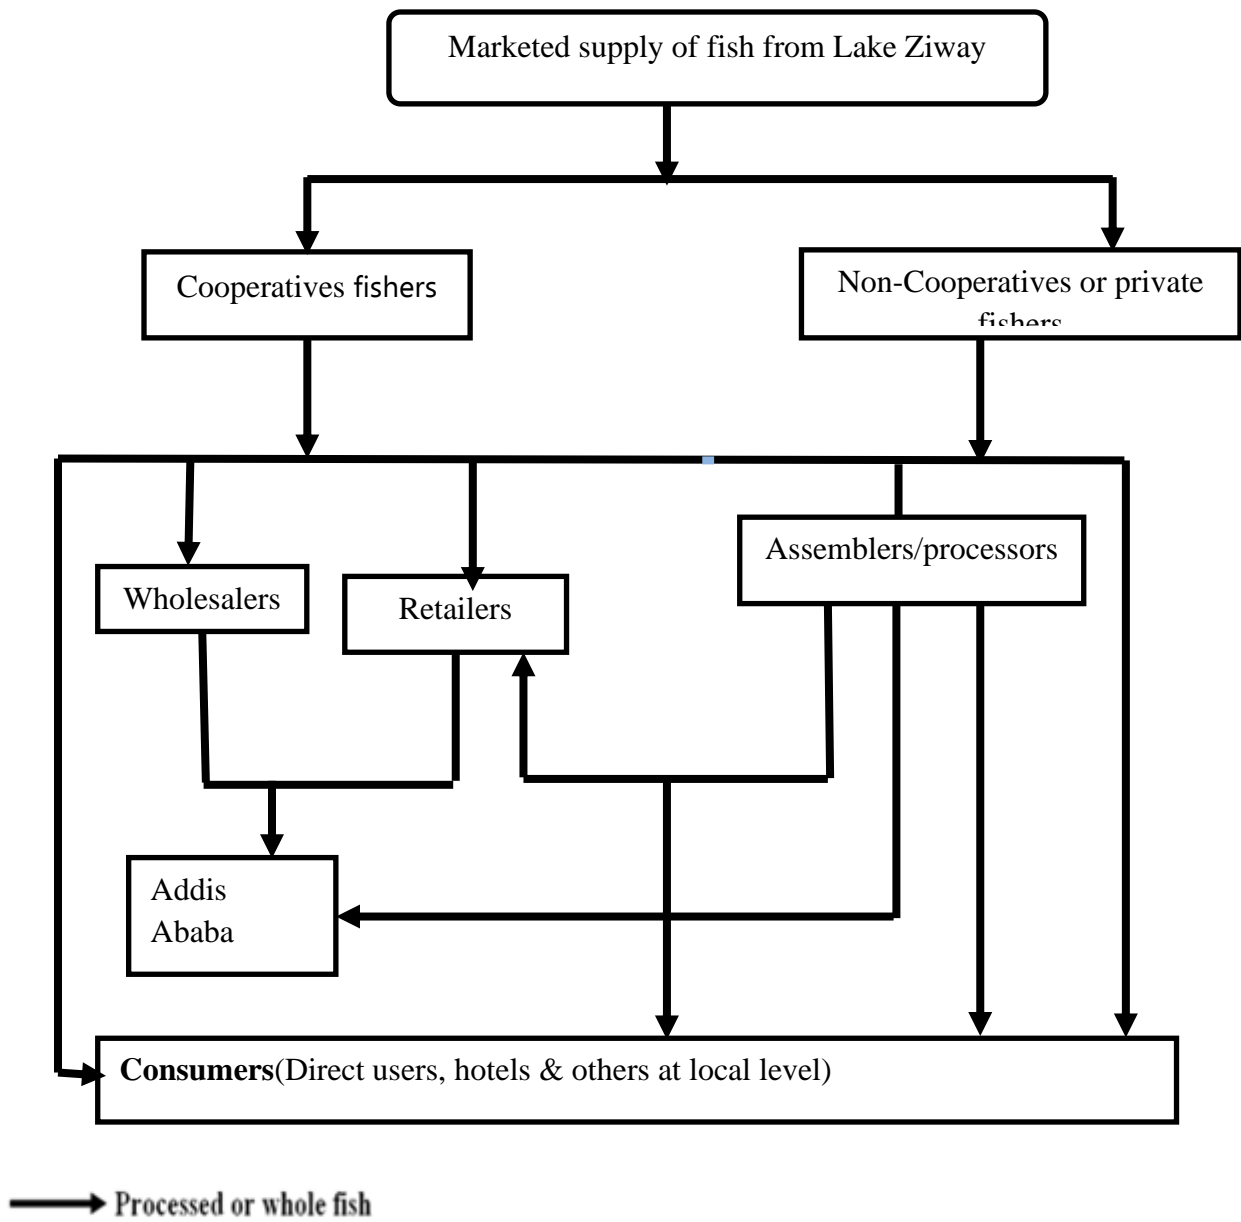 Marketed supply of fish from Lake Ziway
Cooperatives fishers
Non-Cooperatives or private
fishers
Assemblers/processors
Wholesalers
Retailers
Addis
Ababa
Consumers(Direct users, hotels & others at local level)
Processed or whole fish